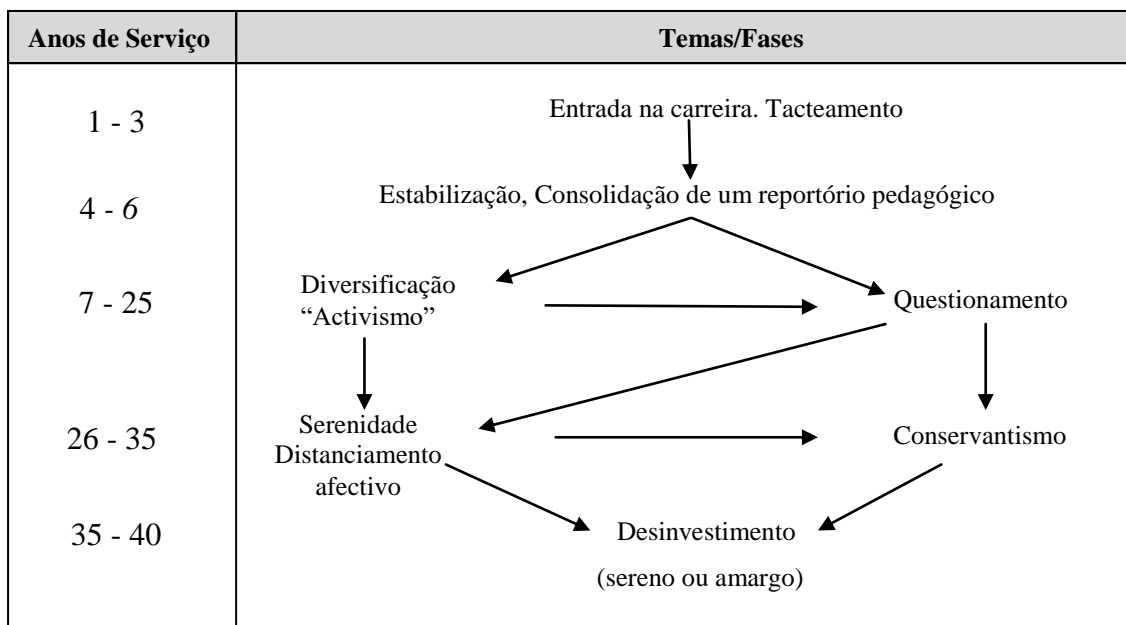 Anos de Serviço
Temas/Fases
1 - 3
Entrada na carreira. Tacteamento
4 - 6
Estabilização, Consolidação de um reportório pedagógico
7 - 25
Diversificação
“Activismo”
Questionamento
26 - 35
Serenidade
Distanciamento
afectivo
Conservantismo
35 - 40
Desinvestimento
(sereno ou amargo)